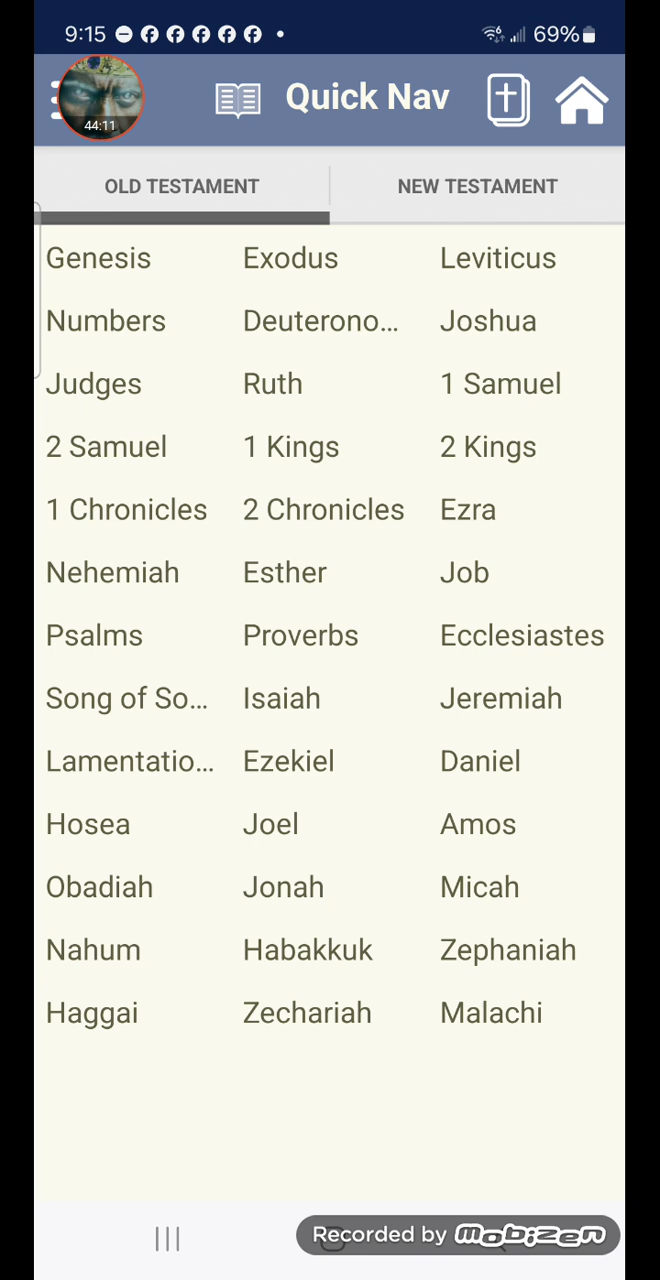 9:15 69%
44:11
Quick Nav
OLD TESTAMENT NEW TESTAMENT
Genesis Exodus Leviticus
Numbers Deuterono... Joshua
Judges Ruth 1 Samuel
2 Samuel 1 Kings 2 Kings
1 Chronicles 2 Chronicles Ezra
Nehemiah Esther Job
Psalms Proverbs Ecclesiastes
Song of So... Isaiah Jeremiah
Lamentatio... Ezekiel Daniel
Hosea Joel Amos
Obadiah Jonah Micah
Nahum Habakkuk Zephaniah
Haggai Zechariah Malachi
Recorded by mobizen